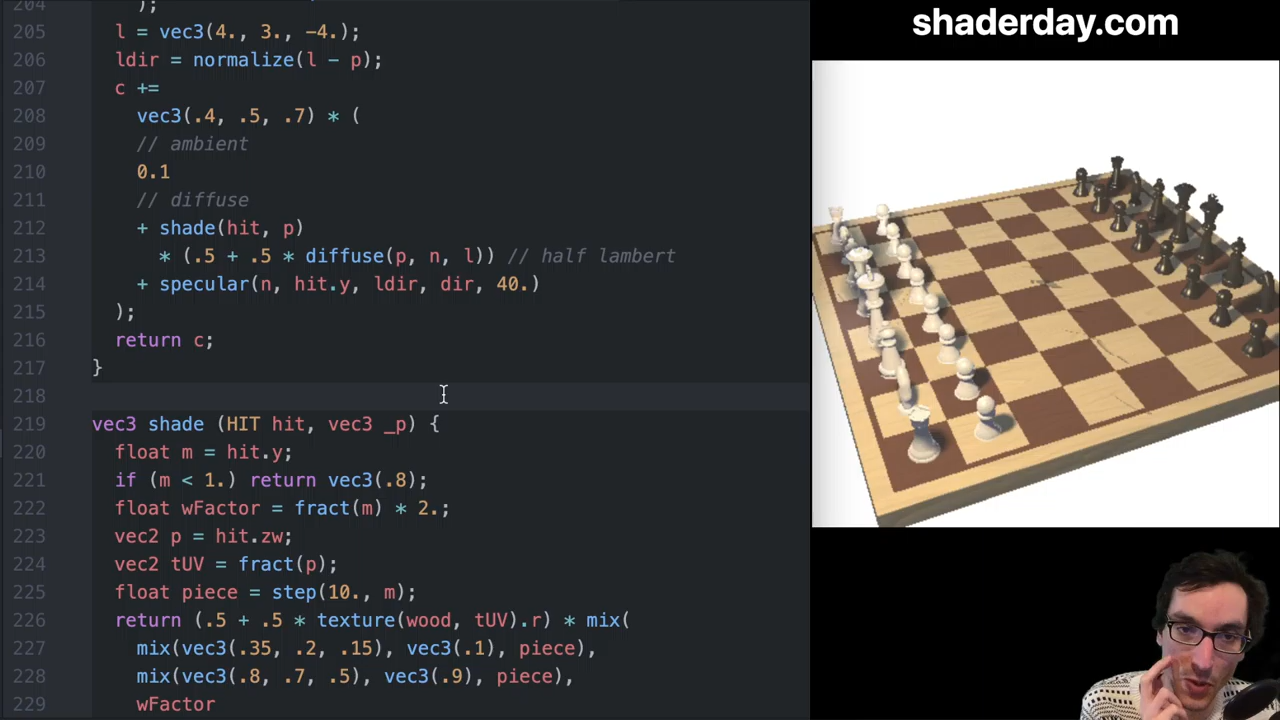 204 );
205 l = vec3(4., 3., -4.);
206 ldir = normalize(l - p);
207 c +=
208 vec3(.4, .5, .7) * (
209 // ambient
210 0.1
211 // diffuse
212 + shade(hit, p)
213 * (.5 + .5 * diffuse(p, n, l)) // half lambert
214 + specular(n, hit.y, ldir, dir, 40.)
215 );
216 return c;
217 }
218
219 vec3 shade (HIT hit, vec3 _p) {
220 float m = hit.y;
221 if (m < 1.) return vec3(.8);
222 float wFactor = fract(m) * 2.;
223 vec2 p = hit.zw;
224 vec2 tUV = fract(p);
225 float piece = step(10., m);
226 return (.5 + .5 * texture(wood, tUV).r) * mix(
227 mix(vec3(.35, .2, .15), vec3(.1), piece),
228 mix(vec3(.8, .7, .5), vec3(.9), piece),
229 wFactor
shaderday.com